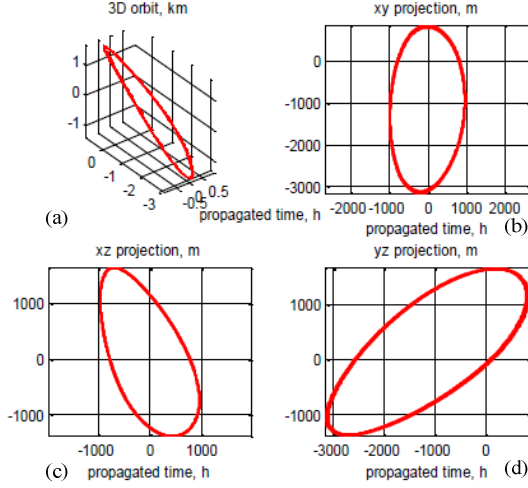 3D orbit, km
1
0
-1
0
-1
-2
-3
-0.5
0
0.5
propagated time, h
(a)
xy projection, m
0
-1000
-2000
-3000
-2000 -1000 0 1000 2000
propagated time, h
(b)
xz projection, m
1000
0
-1000
-1000 0 1000
propagated time, h
(c)
yz projection, m
1000
0
-1000
-3000 -2000 -1000 0
propagated time, h
(d)